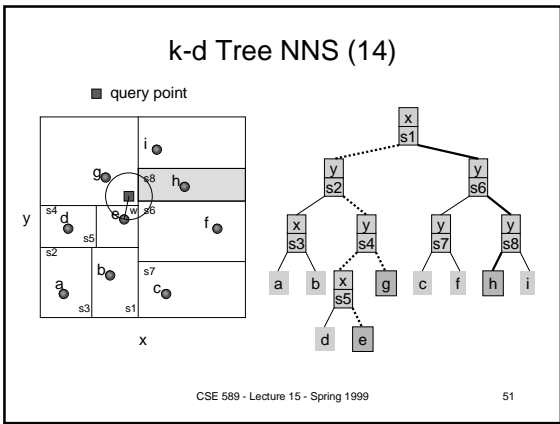 k-d Tree NNS (14)
query point
i
g
s8
h
e
w
s6
s4
d
s5
f
y
s2
b
s7
a
c
s3
s1
x
x
s1
y
s2
y
s6
x
s3
y
s4
y
s7
y
s8
a
b
x
s5
g
c
f
h
i
d
e
CSE 589 - Lecture 15 - Spring 1999
51